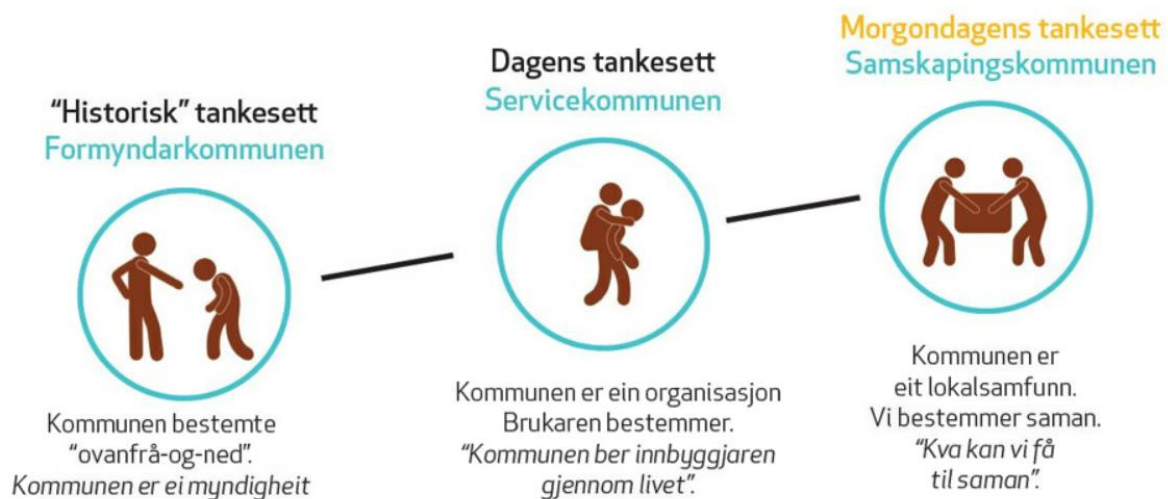 “Historisk” tankesett
Formyndarkommunen
Kommunen bestemte
“ovanfrå-og-ned”.
Kommunen er ei myndigheit
Dagens tankesett
Servicekommunen
Kommunen er ein organisasjon
Brukaren bestemmer.
“Kommunen ber innbyggjaren
gjennom livet”.
Morgondagens tankesett
Samskapingskommunen
Kommunen er
eit lokalsamfunn.
Vi bestemmer saman.
“Kva kan vi få
til saman”.